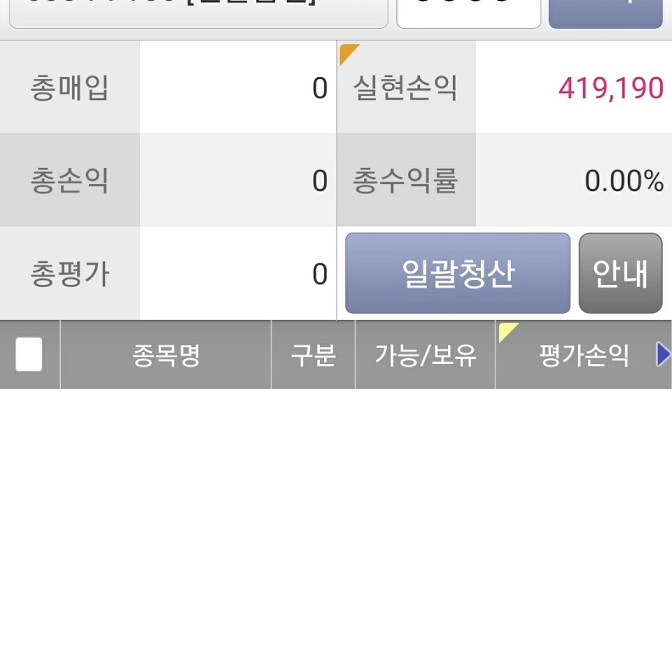 총매입 0 실현손익 419,190
총손익 0 총수익률 0.00%
총평가 0 일괄청산 안내
종목명 구분 가능/보유 평가손익